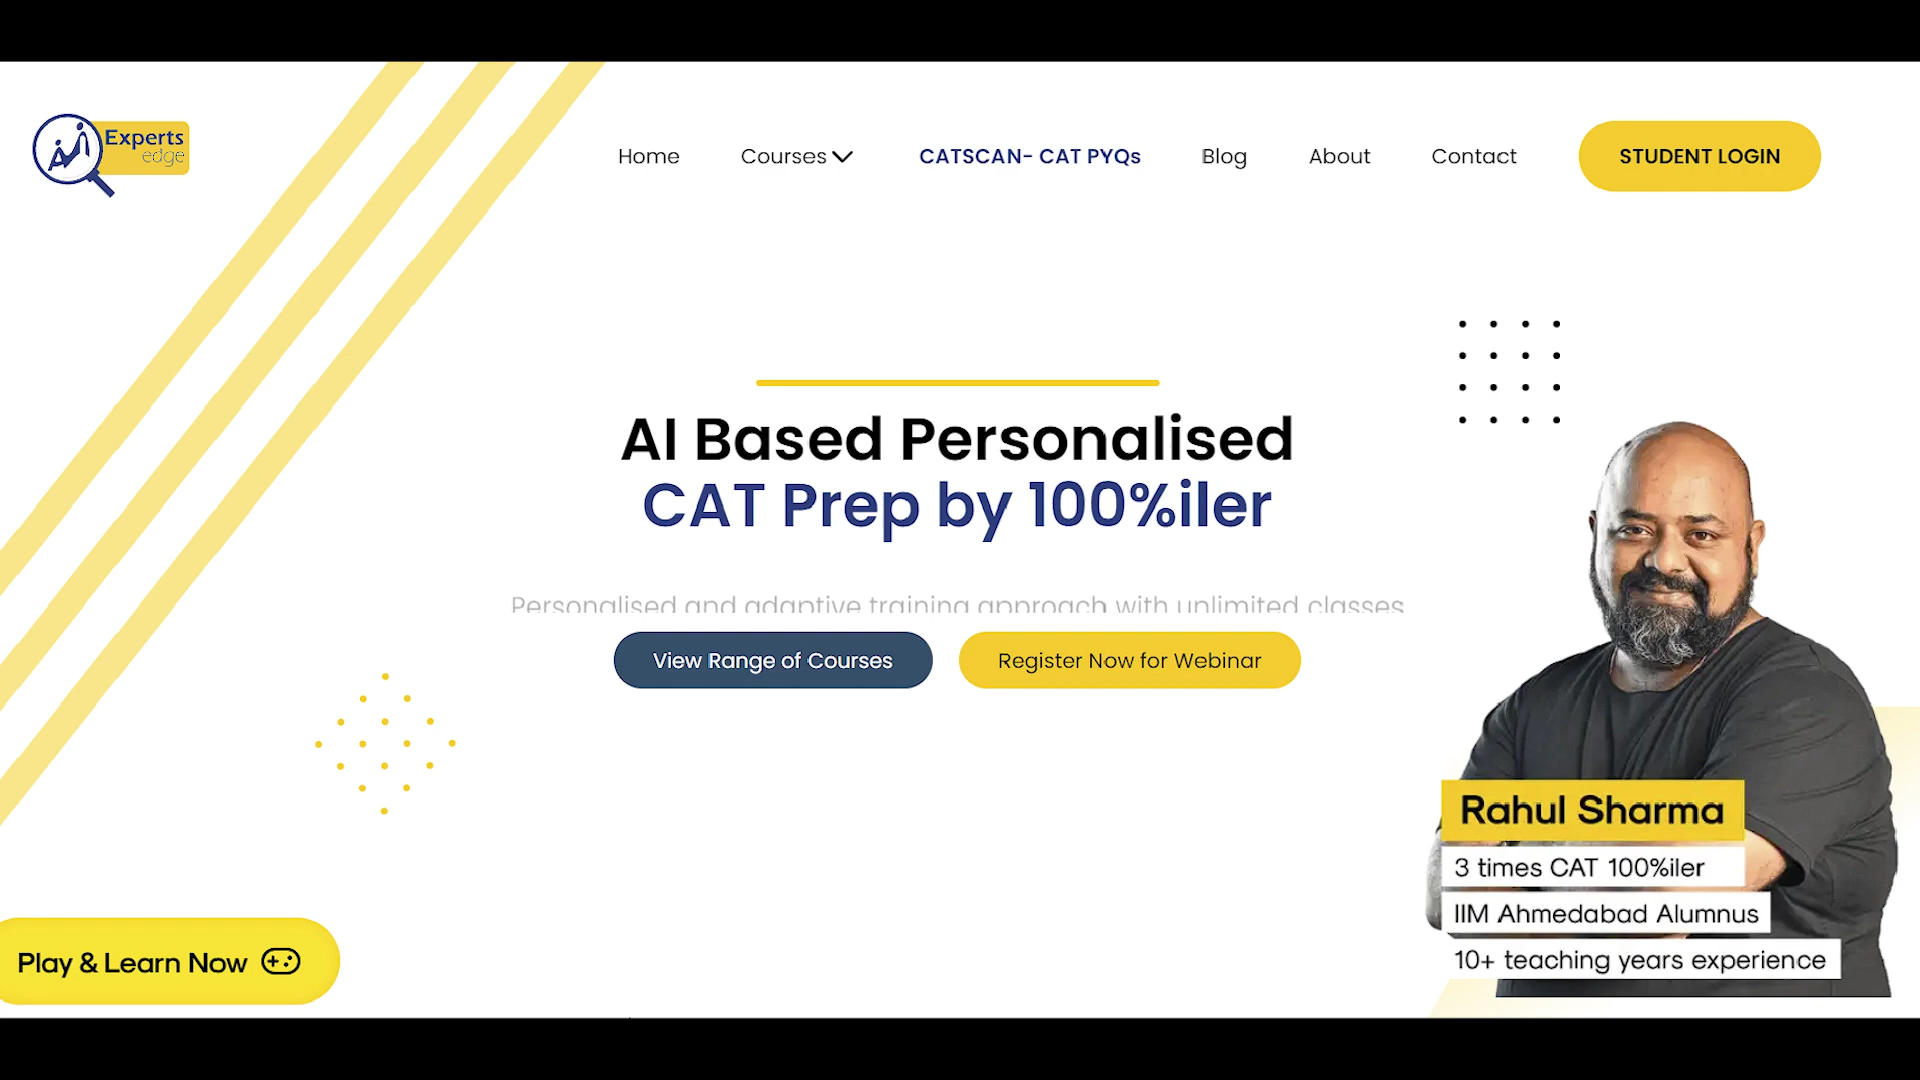 Experts
edge
Home
Courses
CATSCAN- CAT PYQs
Blog
About
Contact
STUDENT LOGIN
AI Based Personalised
CAT Prep by 100%iler
Personalised and adaptive training approach with unlimited classes
View Range of Courses
Register Now for Webinar
Rahul Sharma
3 times CAT 100%iler
IIM Ahmedabad Alumnus
10+ teaching years experience
Play & Learn Now